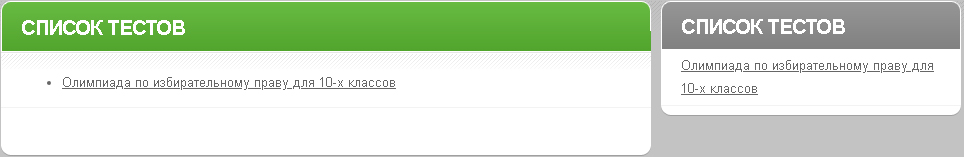 СПИСОК ТЕСТОВ
Олимпиада по избирательному праву для 10-х классов
СПИСОК ТЕСТОВ
Олимпиада по избирательному праву для
10-х классов